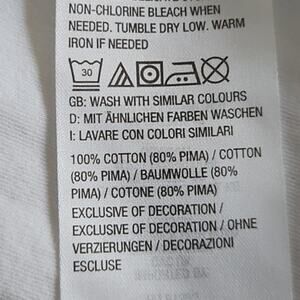 NON-CHLORINE BLEACH WHEN
NEEDED. TUMBLE DRY LOW. WARM
IRON IF NEEDED
30
GB: WASH WITH SIMILAR COLOURS
D: MIT ÄHNLICHEN FARBEN WASCHEN
I: LAVARE CON COLORI SIMILARI
100% COTTON (80% PIMA) / COTTON
(80% PIMA) / BAUMWOLLE (80%
PIMA) / COTONE (80% PIMA)
EXCLUSIVE OF DECORATION /
EXCLUSIVE OF DECORATION / OHNE
VERZIERUNGEN / DECORAZIONI
ESCLUSE